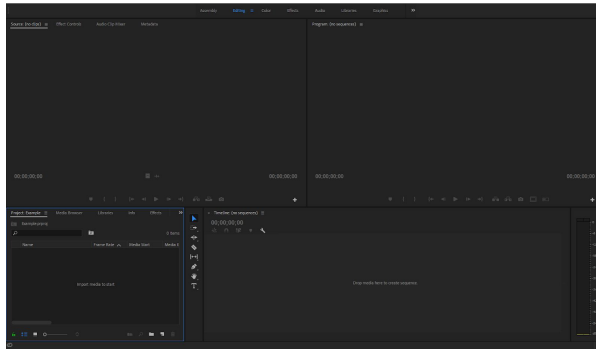 Assembly Editing Color Effects Audio Libraries Graphics
Source: (no clips) Effect Controls Audio Clip Mixer Metadata
Program: (no sequences)
00;00;00;00 00;00;00;00
00;00;00;00 00;00;00;00
Project: Example Media Browser Libraries Info Effects
Timeline: (no sequences)
00;00;00;00
Example.prproj
0 Items
Name Frame Rate Media Start Media E
Import media to start
Drop media here to create sequence.